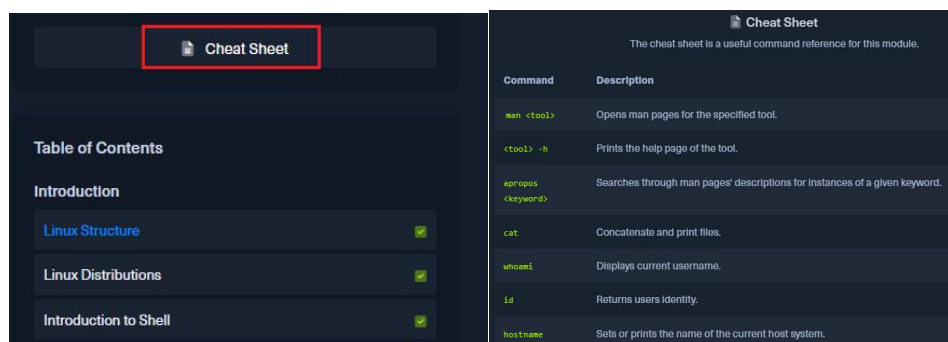 Cheat Sheet
Table of Contents
Introduction
Linux Structure
Linux Distributions
Introduction to Shell
Cheat Sheet
The cheat sheet is a useful command reference for this module.
Command Description
man <tool> Opens man pages for the specified tool.
<tool> -h Prints the help page of the tool.
apropos Searches through man pages' descriptions for instances of a given keyword.
<keyword>
cat Concatenate and print files.
whoami Displays current username.
id Returns users identity.
hostname Sets or prints the name of the current host system.